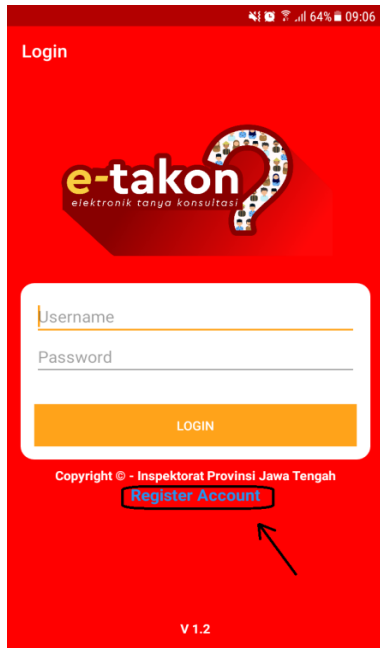 64% 09:06
Login
e-takon
elektronik tanya konsultasi
Username
Password
LOGIN
Copyright © - Inspektorat Provinsi Jawa Tengah
Register Account
V 1.2